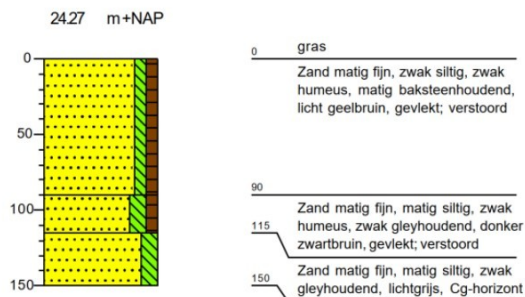 24.27 m+NAP
0
50
100
150
0 gras
Zand matig fijn, zwak siltig, zwak
humeus, matig baksteenhoudend,
licht geelbruin, gevlekt; verstoord
90
Zand matig fijn, matig siltig, zwak
115 humeus, zwak gleyhoudend, donker
zwartbruin, gevlekt; verstoord
150 Zand matig fijn, matig siltig, zwak
gleyhoudend, lichtgrijs, Cg-horizont